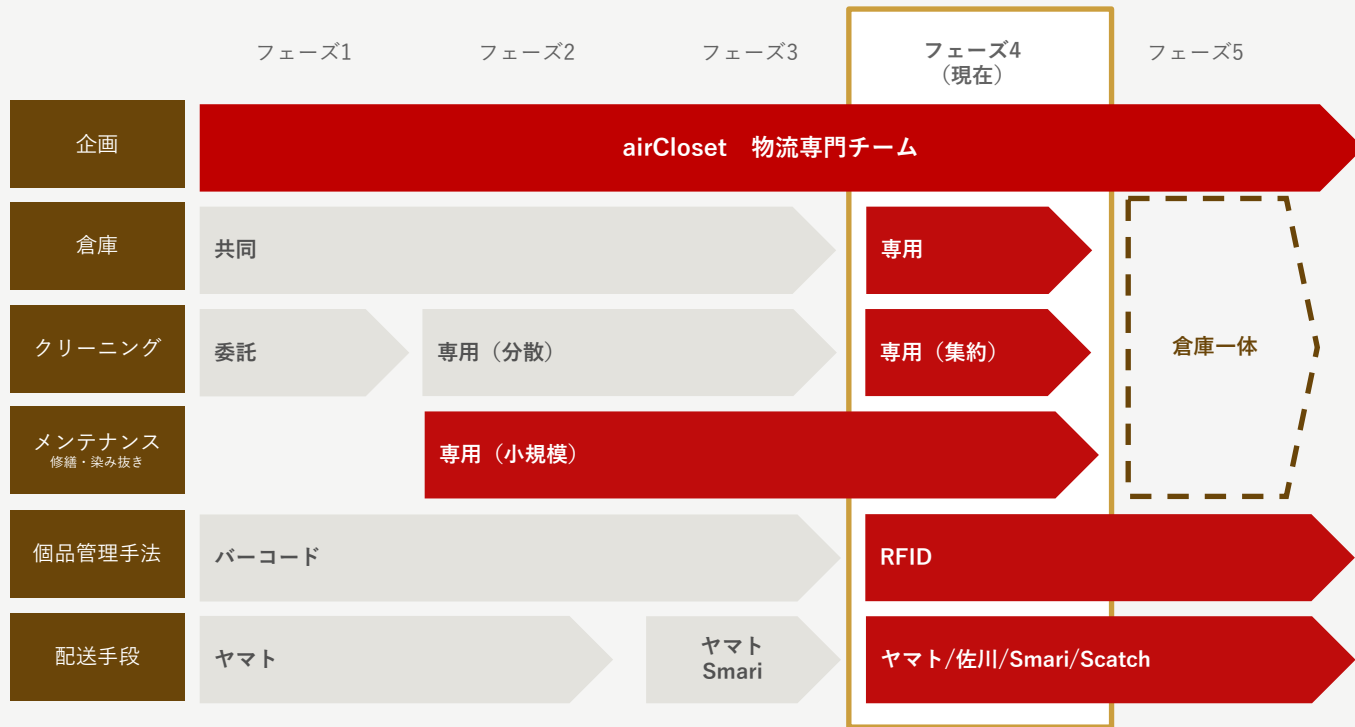 フェーズ1
フェーズ2
フェーズ3
フェーズ4
（現在）
フェーズ5
企画
airCloset　物流専門チーム
倉庫
共同
専用
クリーニング
委託
専用（分散）
専用（集約）
倉庫一体
メンテナンス
修繕・染み抜き
専用（小規模）
個品管理手法
バーコード
RFID
配送手段
ヤマト
ヤマト
Smari
ヤマト/佐川/Smari/Scatch